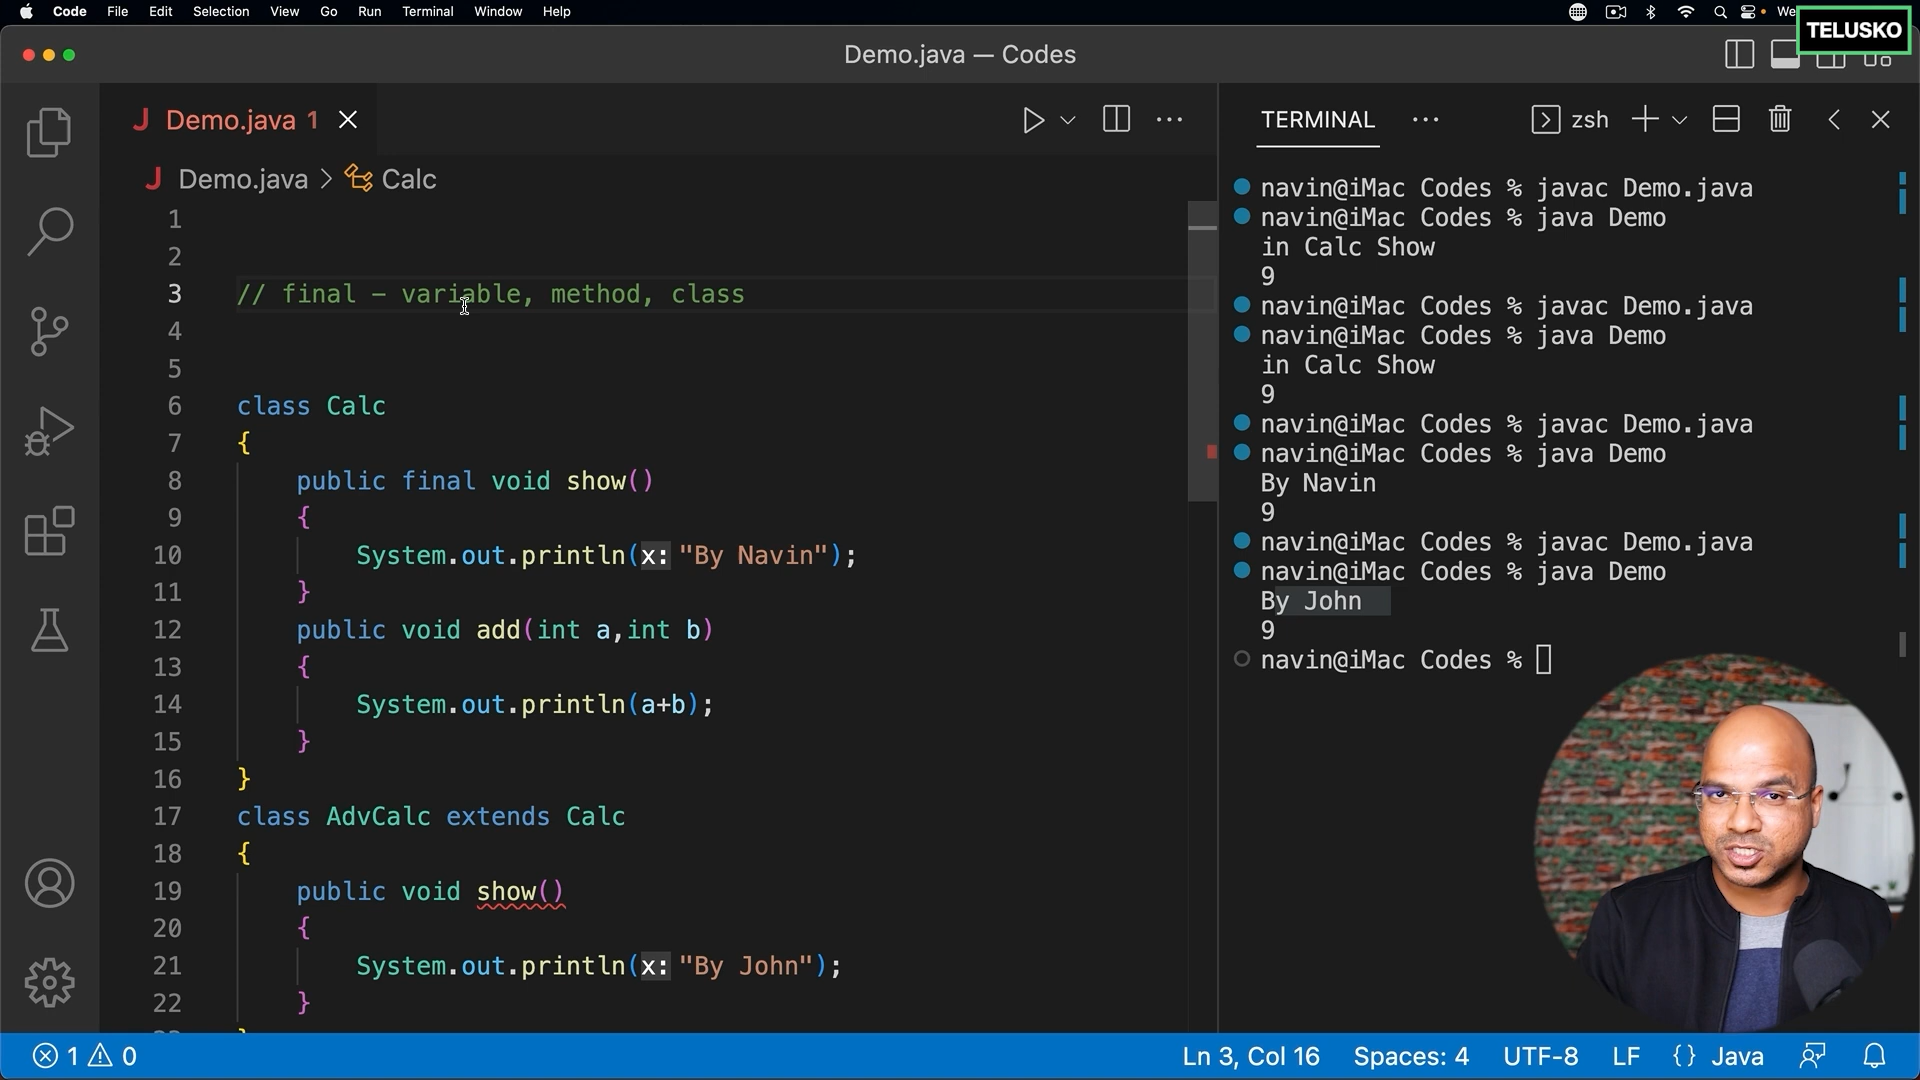 Code File Edit Selection View Go Run Terminal Window Help We
TELUSKO
Demo.java — Codes
J Demo.java 1
J Demo.java > Calc
1
2
3 // final - variable, method, class
4
5
6 class Calc
7 {
8 public final void show()
9 {
10 System.out.println(x: "By Navin");
11 }
12 public void add(int a,int b)
13 {
14 System.out.println(a+b);
15 }
16 }
17 class AdvCalc extends Calc
18 {
19 public void show()
20 {
21 System.out.println(x: "By John");
22 }
TERMINAL zsh
navin@iMac Codes % javac Demo.java
navin@iMac Codes % java Demo
in Calc Show
9
navin@iMac Codes % javac Demo.java
navin@iMac Codes % java Demo
in Calc Show
9
navin@iMac Codes % javac Demo.java
navin@iMac Codes % java Demo
By Navin
9
navin@iMac Codes % javac Demo.java
navin@iMac Codes % java Demo
By John
9
navin@iMac Codes %
1 0 Ln 3, Col 16 Spaces: 4 UTF-8 LF {} Java